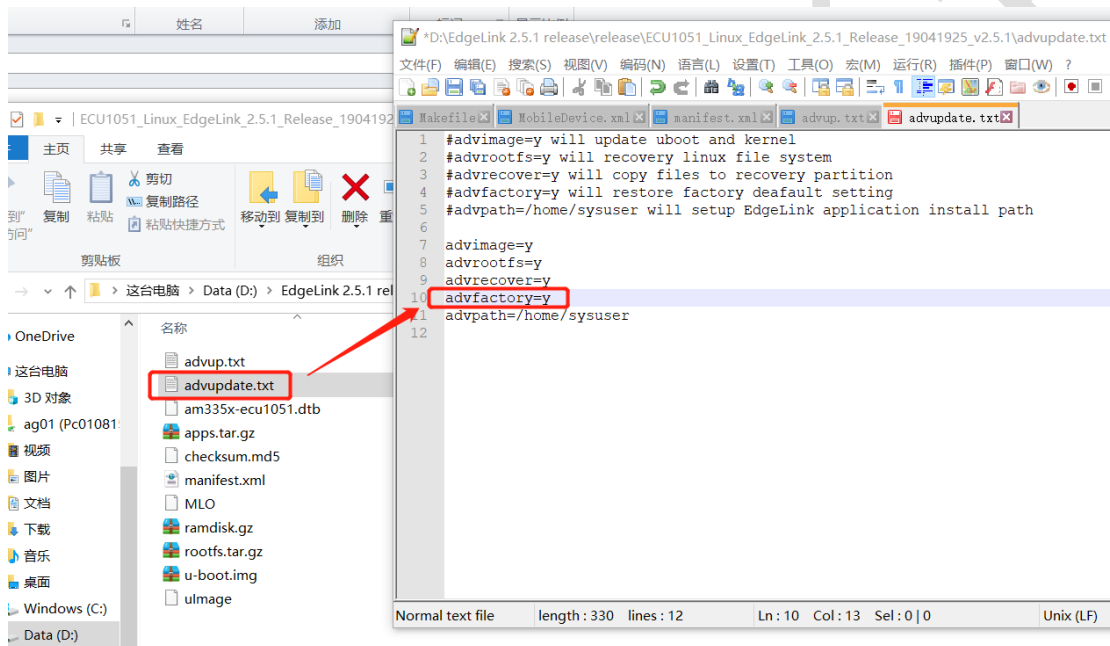 姓名
添加
*D:\EdgeLink 2.5.1 release\release\ECU1051_Linux_EdgeLink_2.5.1_Release_19041925_v2.5.1\advupdate.txt
文件(F) 编辑(E) 搜索(S) 视图(V) 编码(N) 语言(L) 设置(T) 工具(O) 宏(M) 运行(R) 插件(P) 窗口(W) ?
Makefile MobileDevice.xml manifest.xml advup.txt advupdate.txt
1 #advimage=y will update uboot and kernel
2 #advrootfs=y will recovery linux file system
3 #advrecover=y will copy files to recovery partition
4 #advfactory=y will restore factory deafault setting
5 #advpath=/home/sysuser will setup EdgeLink application install path
6
7 advimage=y
8 advrootfs=y
9 advrecover=y
10 advfactory=y
11 advpath=/home/sysuser
12
Normal text file length : 330 lines : 12 Ln : 10 Col : 13 Sel : 0 | 0 Unix (LF)
ECU1051_Linux_EdgeLink_2.5.1_Release_1904192
主页 共享 查看
到"
访问"
复制
粘贴
剪切
复制路径
粘贴快捷方式
移动到 复制到 删除 重
剪贴板 组织
这台电脑 > Data (D:) > EdgeLink 2.5.1 rel
OneDrive
这台电脑
3D 对象
ag01 (Pc01081
视频
图片
文档
下载
音乐
桌面
Windows (C:)
Data (D:)
名称
advup.txt
advupdate.txt
am335x-ecu1051.dtb
apps.tar.gz
checksum.md5
manifest.xml
MLO
ramdisk.gz
rootfs.tar.gz
u-boot.img
uImage